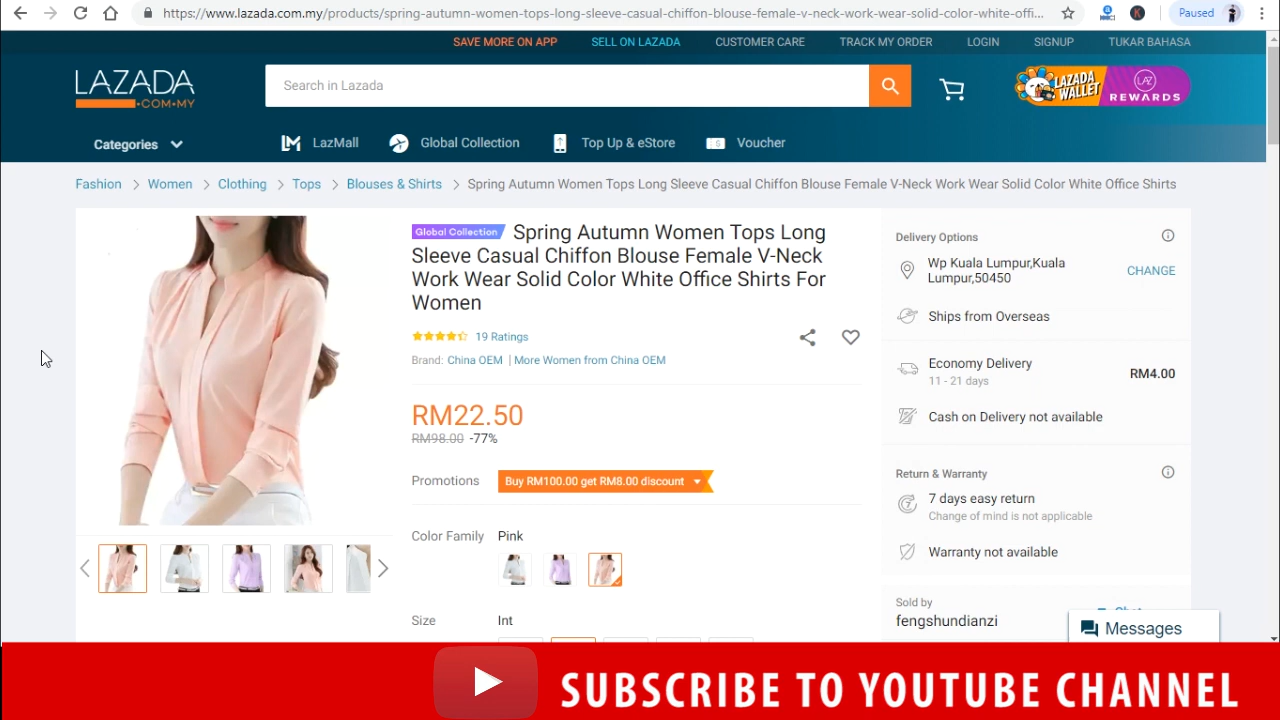 https://www.lazada.com.my/products/spring-autumn-women-tops-long-sleeve-casual-chiffon-blouse-female-v-neck-work-wear-solid-color-white-offi...
Paused
SAVE MORE ON APP
SELL ON LAZADA
CUSTOMER CARE
TRACK MY ORDER
LOGIN
SIGNUP
TUKAR BAHASA
LAZADA
.COM.MY
Search in Lazada
LAZADA
WALLET
LAZ
REWARDS
Categories
LazMall
Global Collection
Top Up & eStore
Voucher
Fashion > Women > Clothing > Tops > Blouses & Shirts > Spring Autumn Women Tops Long Sleeve Casual Chiffon Blouse Female V-Neck Work Wear Solid Color White Office Shirts
Global Collection Spring Autumn Women Tops Long
Sleeve Casual Chiffon Blouse Female V-Neck
Work Wear Solid Color White Office Shirts For
Women
19 Ratings
Brand: China OEM | More Women from China OEM
RM22.50
RM98.00 -77%
Promotions
Buy RM100.00 get RM8.00 discount
Color Family Pink
Size Int
Delivery Options
Wp Kuala Lumpur,Kuala
Lumpur,50450
CHANGE
Ships from Overseas
Economy Delivery
11 - 21 days
RM4.00
Cash on Delivery not available
Return & Warranty
7 days easy return
Change of mind is not applicable
Warranty not available
Sold by
fengshundianzi
Messages
SUBSCRIBE TO YOUTUBE CHANNEL